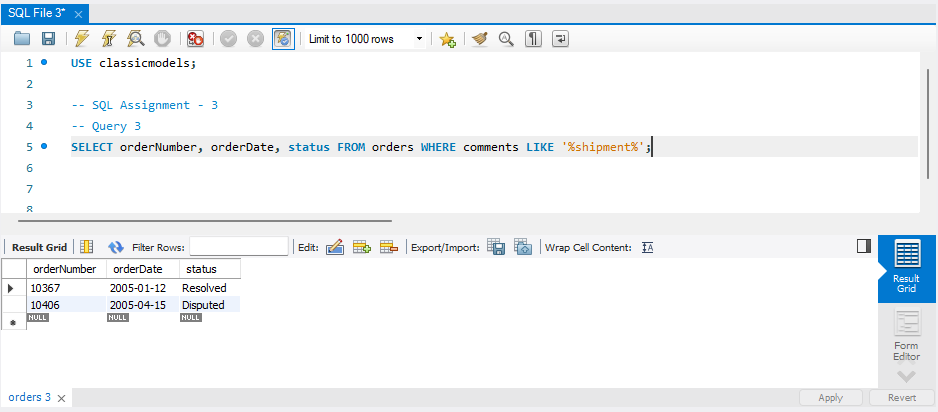 SQL File 3*
Limit to 1000 rows
1 USE classicmodels;
2
3 -- SQL Assignment - 3
4 -- Query 3
5 SELECT orderNumber, orderDate, status FROM orders WHERE comments LIKE '%shipment%';
6
7
8
Result Grid Filter Rows: Edit: Export/Import: Wrap Cell Content: IA
orderNumber orderDate status
10367 2005-01-12 Resolved
10406 2005-04-15 Disputed
NULL NULL NULL
Result
Grid
Form
Editor
orders 3
Apply Revert